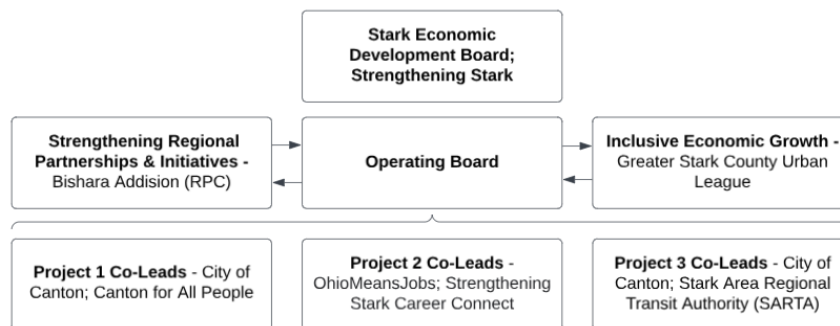 Stark Economic
Development Board;
Strengthening Stark
Strengthening Regional
Partnerships & Initiatives -
Bishara Addision (RPC)
Operating Board
Inclusive Economic Growth -
Greater Stark County Urban
League
Project 1 Co-Leads - City of
Canton; Canton for All People
Project 2 Co-Leads -
OhioMeansJobs; Strengthening
Stark Career Connect
Project 3 Co-Leads - City of
Canton; Stark Area Regional
Transit Authority (SARTA)